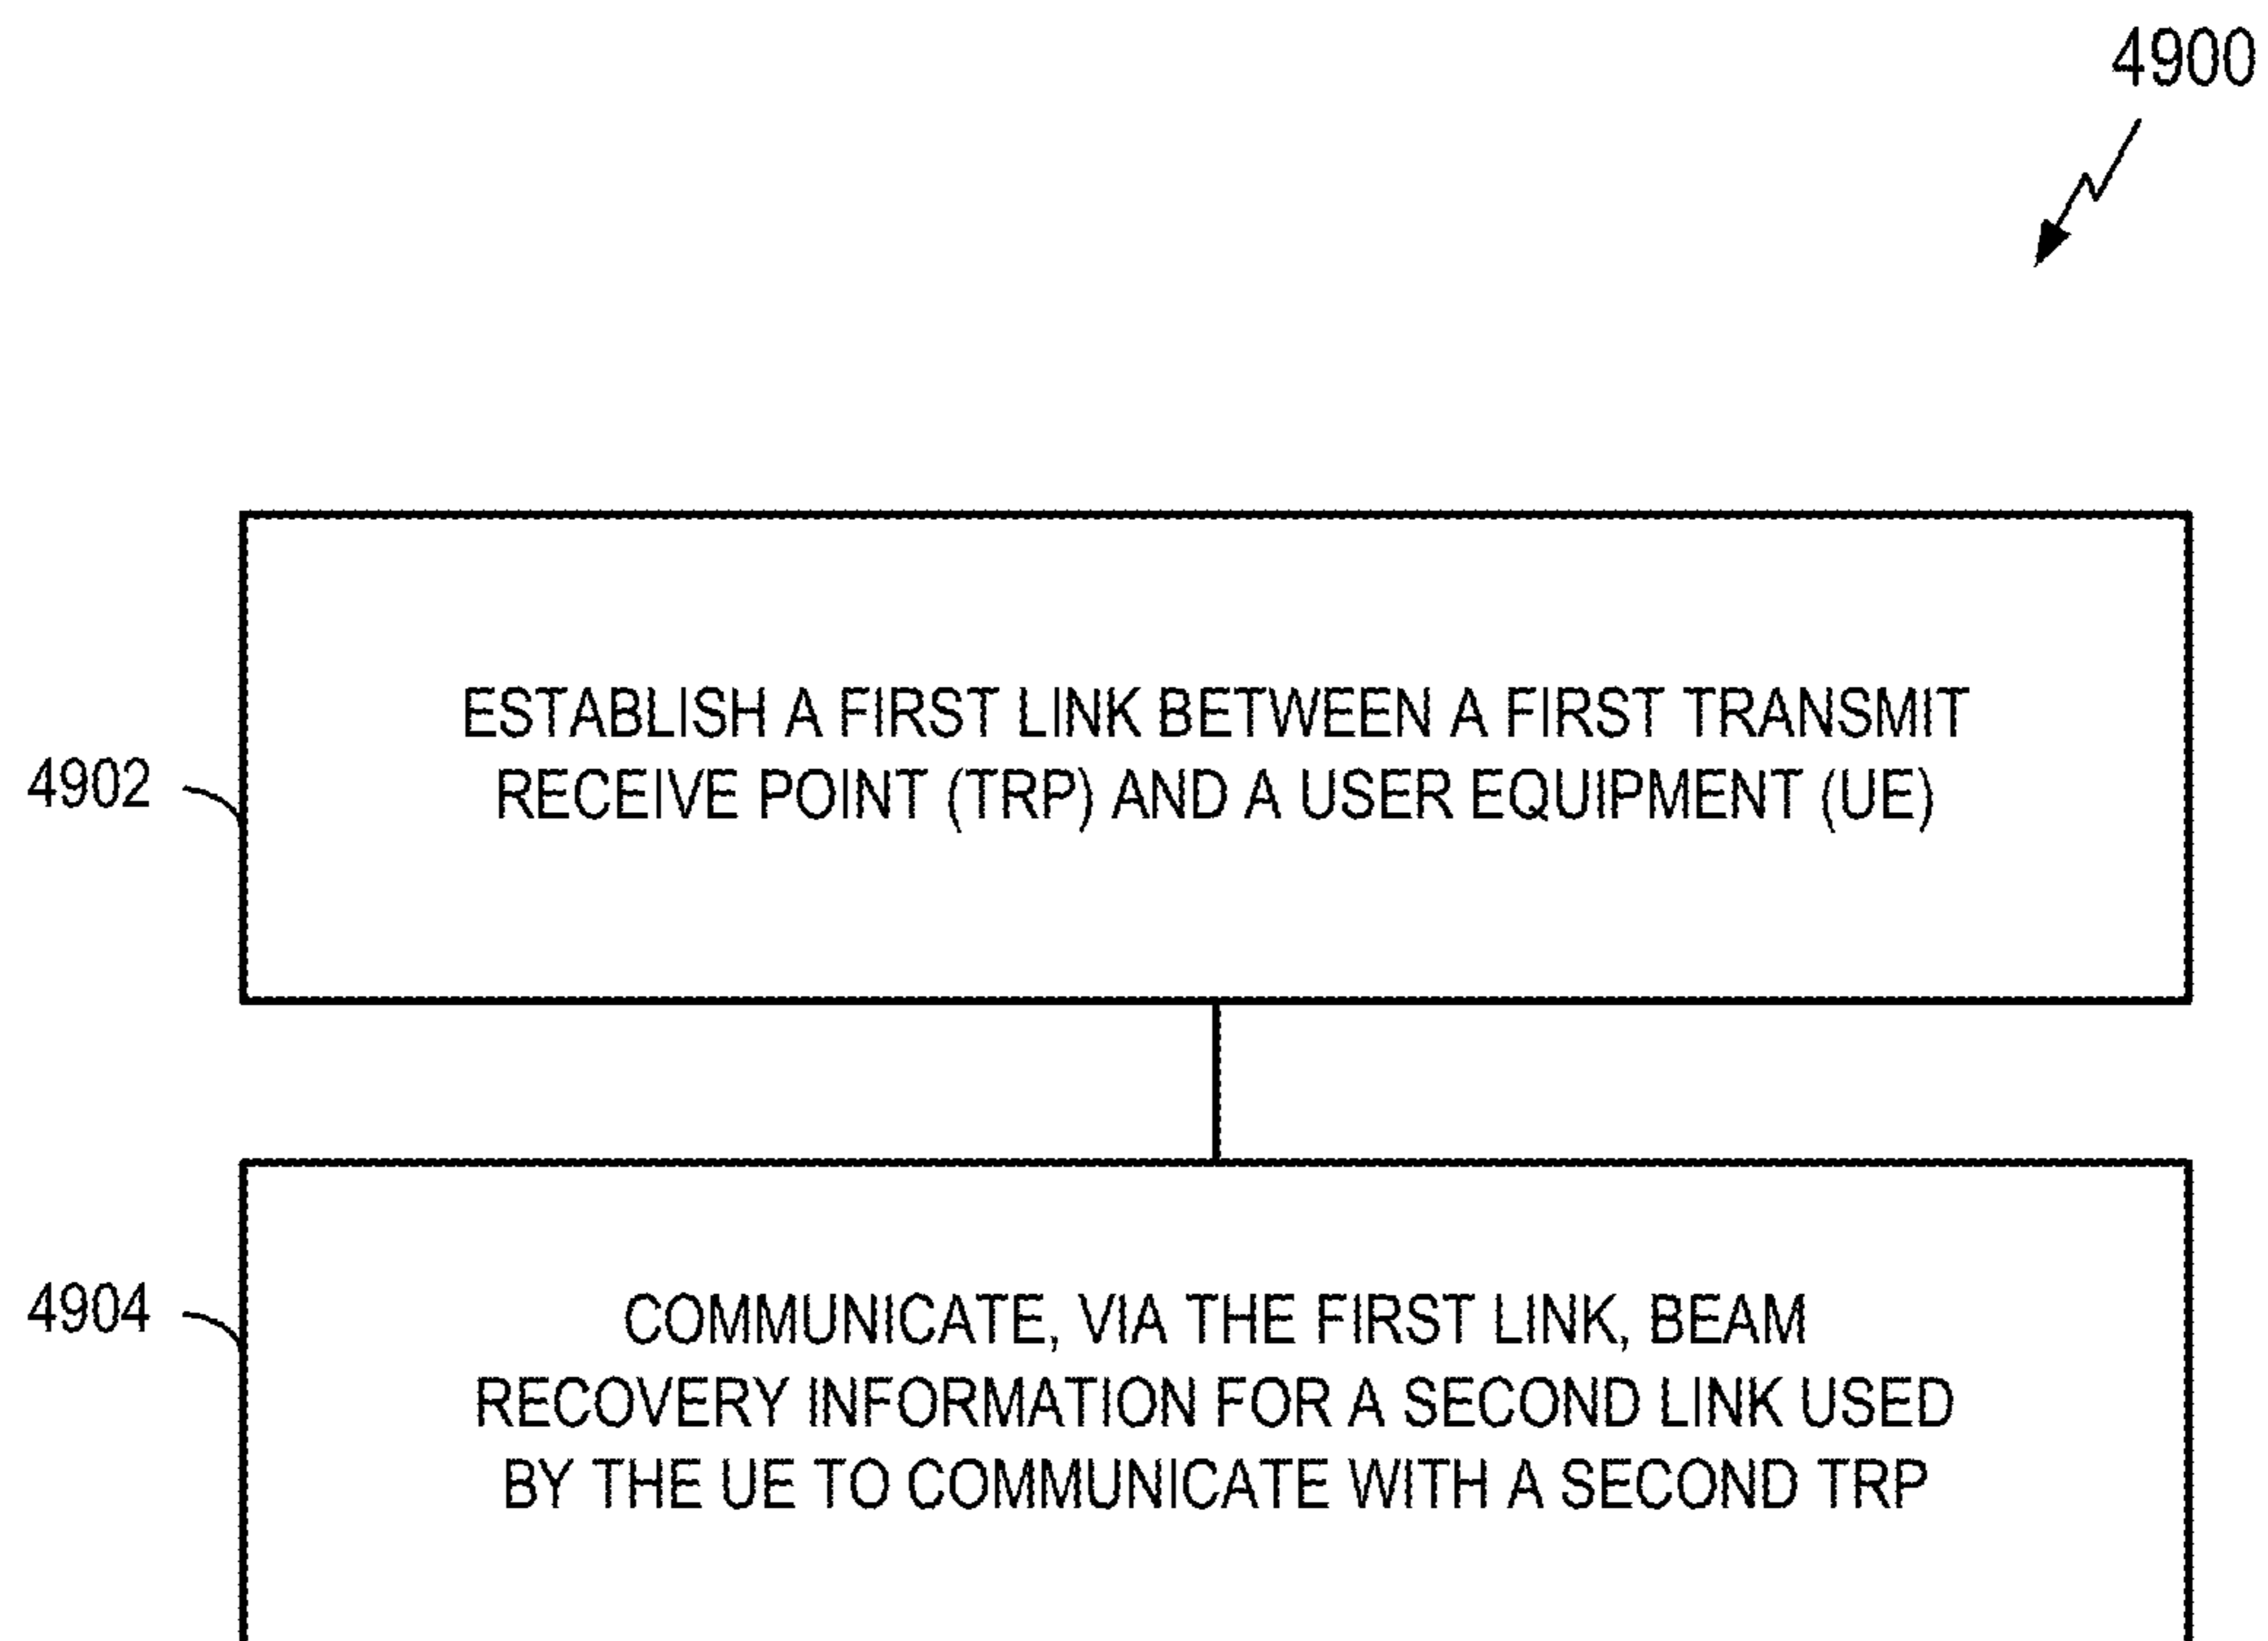 4900
4902
ESTABLISH A FIRST LINK BETWEEN A FIRST TRANSMIT
RECEIVE POINT (TRP) AND A USER EQUIPMENT (UE)
4904
COMMUNICATE, VIA THE FIRST LINK, BEAM
RECOVERY INFORMATION FOR A SECOND LINK USED
BY THE UE TO COMMUNICATE WITH A SECOND TRP